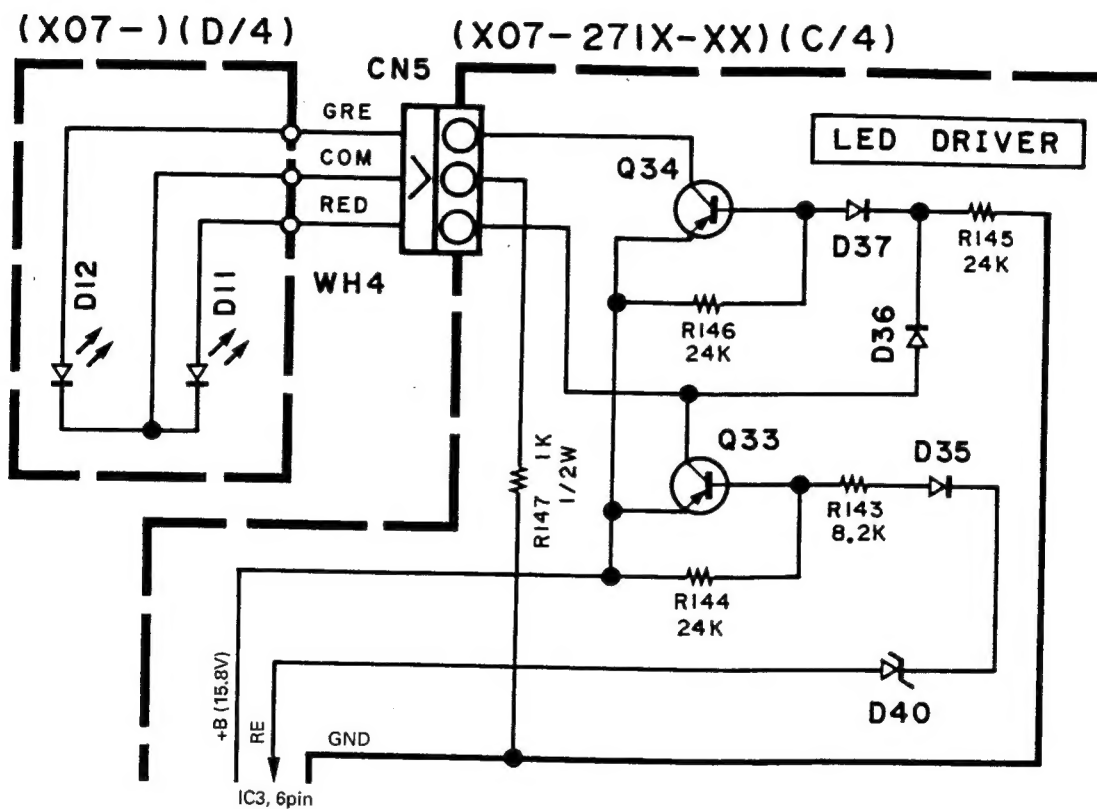 (X07-)(D/4)
(X07-271X-XX)(C/4)
CN5
GRE
COM
RED
WH4
LED DRIVER
Q34
D37
R145
24K
R146
24K
D36
D12
D11
Q33
D35
R143
8.2K
R147 1K
1/2W
R144
24K
D40
+B (15.8V)
RE
GND
IC3, 6pin